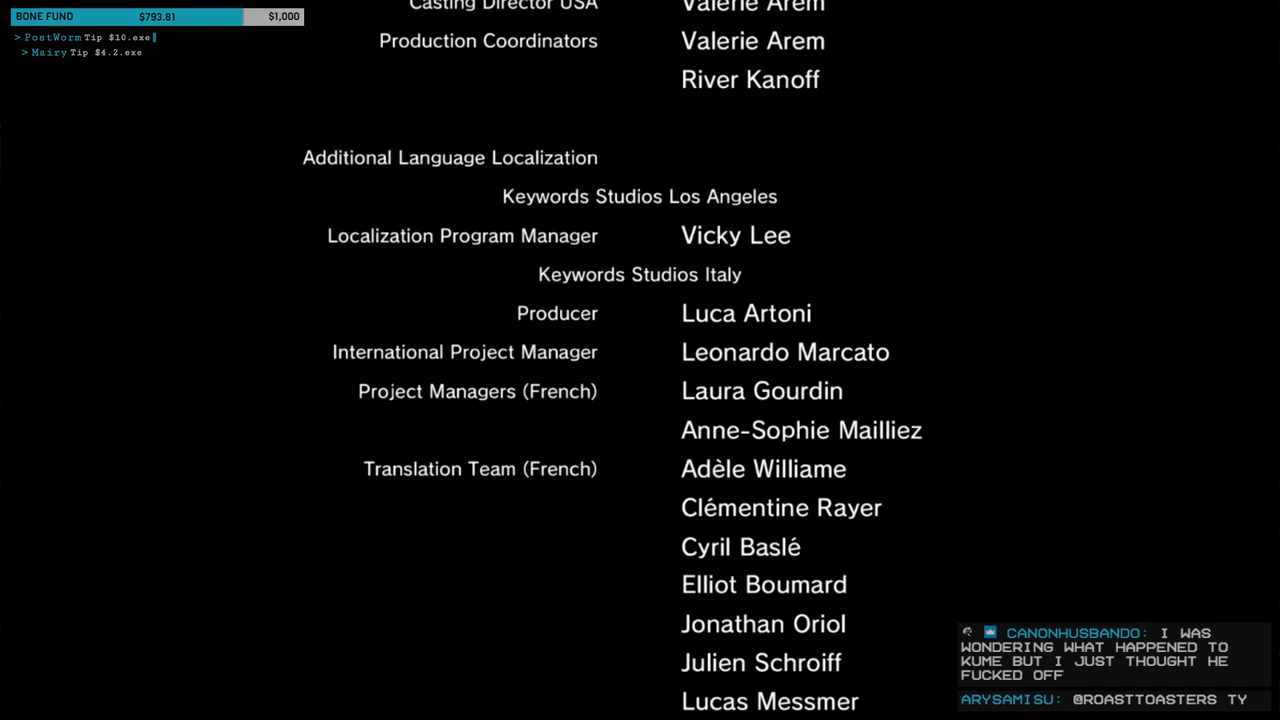 BONE FUND $793.81 $1,000
> PostWorm Tip $10.exe
> Mairy Tip $4.2.exe
Casting Director USA Valerie Arem
Production Coordinators Valerie Arem
River Kanoff
Additional Language Localization
Keywords Studios Los Angeles
Localization Program Manager Vicky Lee
Keywords Studios Italy
Producer Luca Artoni
International Project Manager Leonardo Marcato
Project Managers (French) Laura Gourdin
Anne-Sophie Mailliez
Translation Team (French) Adèle Williame
Clémentine Rayer
Cyril Baslé
Elliot Boumard
Jonathan Oriol
Julien Schroiff
Lucas Messmer
CANONHUSBANDO: I WAS
WONDERING WHAT HAPPENED TO
KUME BUT I JUST THOUGHT HE
FUCKED OFF
ARYSAMISU: @ROASTTOASTERS TY